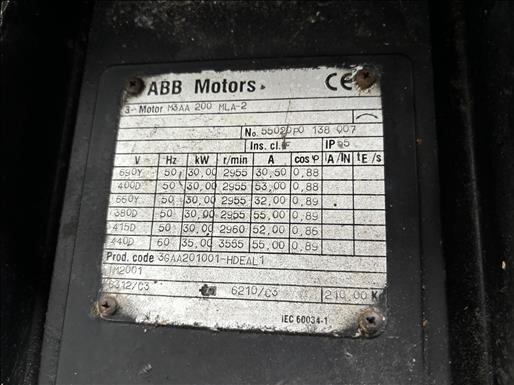 ABB Motors CE
3~Motor M3AA 200 MLA-2
No. 55020P0 138 007
Ins. cl. F IP 55
V Hz kW r/min A cos φ IA/IN tE/s
690Y 50 30,00 2955 30,50 0,88
400D 50 30,00 2955 53,00 0,88
660Y 50 30,00 2955 32,00 0,89
380D 50 30,00 2955 55,00 0,89
415D 50 30,00 2960 52,00 0,86
440D 60 35,00 3555 55,00 0,89
Prod. code 3GAA201001-HDEAL1
TM2001
6312/C3 6210/C3 210,00 K
IEC 60034-1